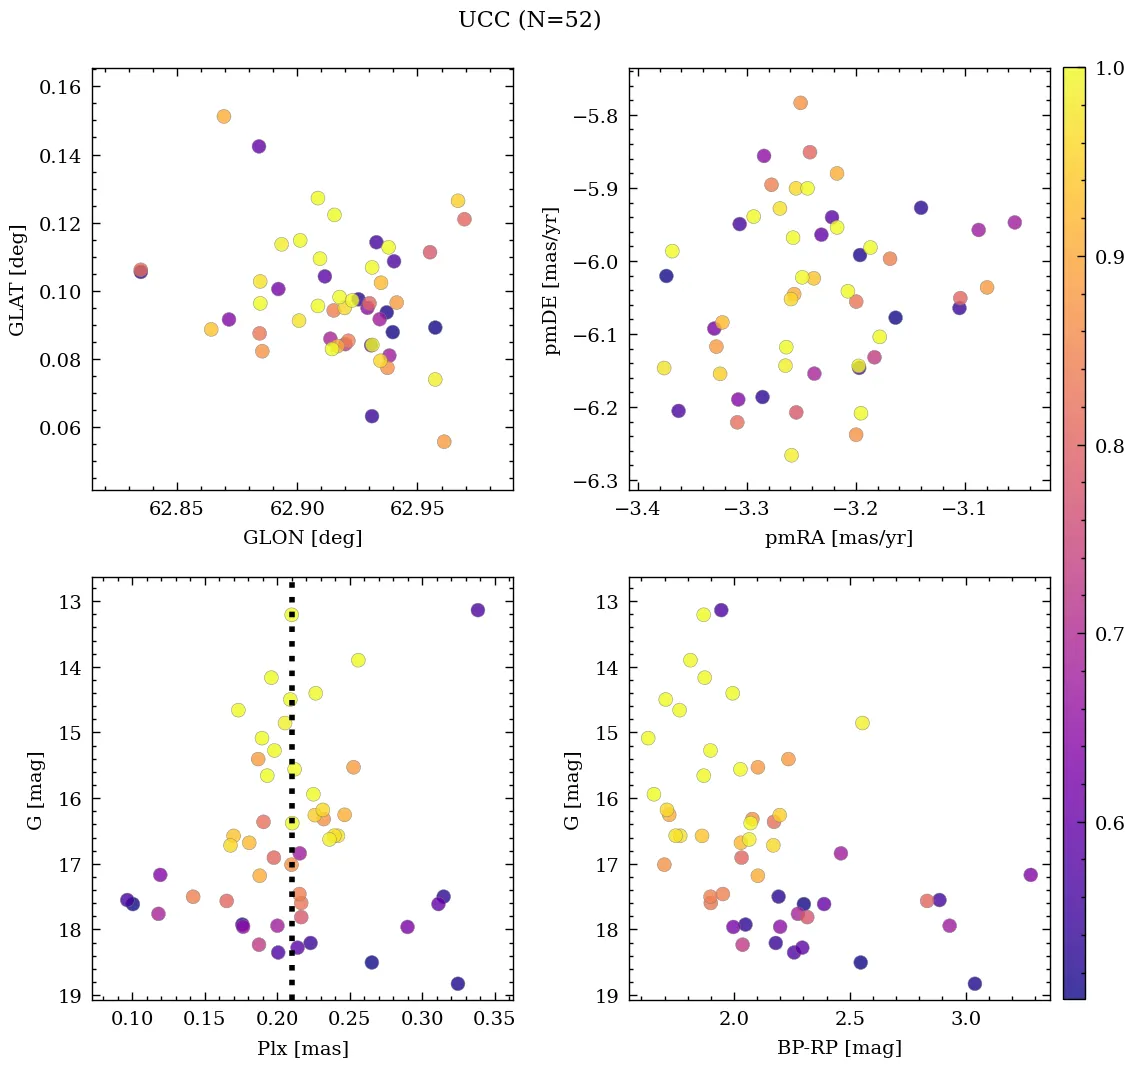 UCC (N=52)
0.16
0.14
0.12
0.10
0.08
0.06
GLAT [deg]
62.85 62.90 62.95
GLON [deg]
−5.8
−5.9
−6.0
−6.1
−6.2
−6.3
pmDE [mas/yr]
−3.4 −3.3 −3.2 −3.1
pmRA [mas/yr]
1.0
0.9
0.8
0.7
0.6
13
14
15
16
17
18
19
G [mag]
0.10 0.15 0.20 0.25 0.30 0.35
Plx [mas]
13
14
15
16
17
18
19
G [mag]
2.0 2.5 3.0
BP-RP [mag]